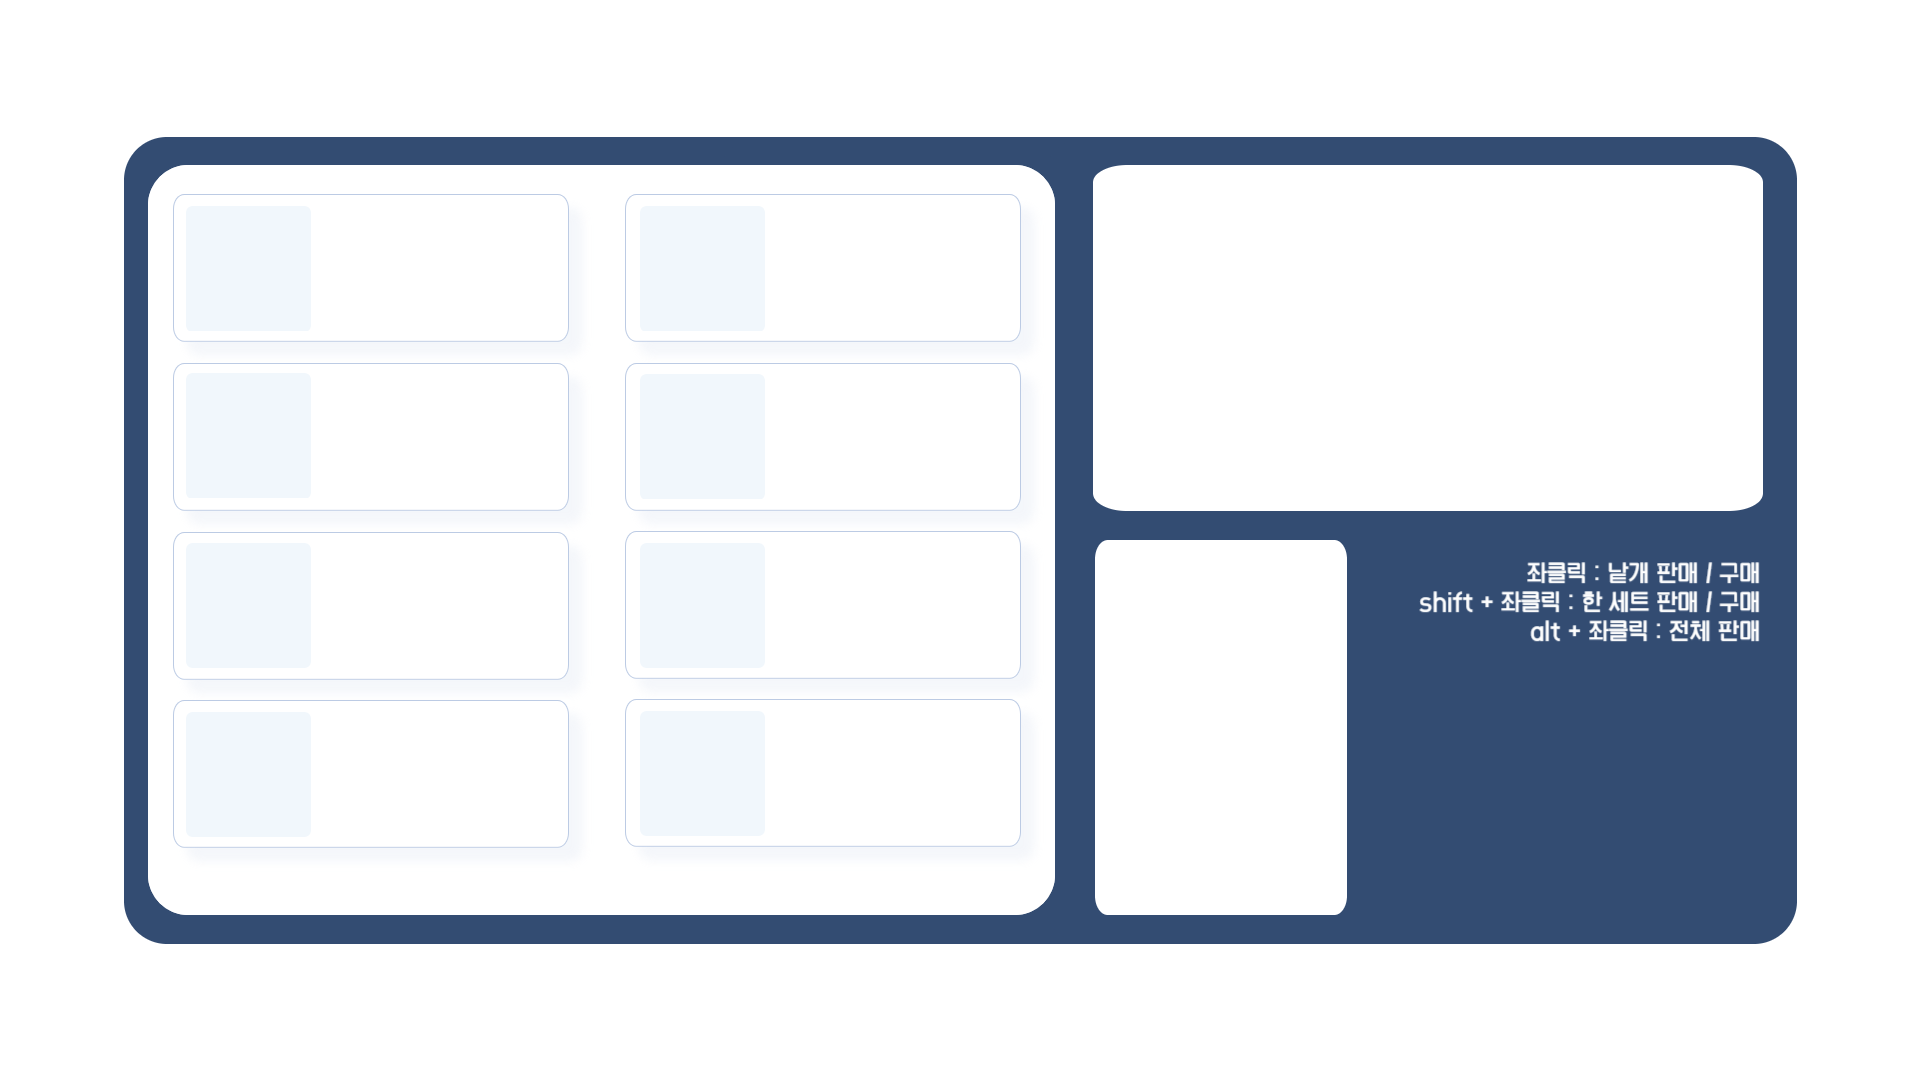 좌클릭 : 낱개 판매 / 구매
shift + 좌클릭 : 한 세트 판매 / 구매
alt + 좌클릭 : 전체 판매